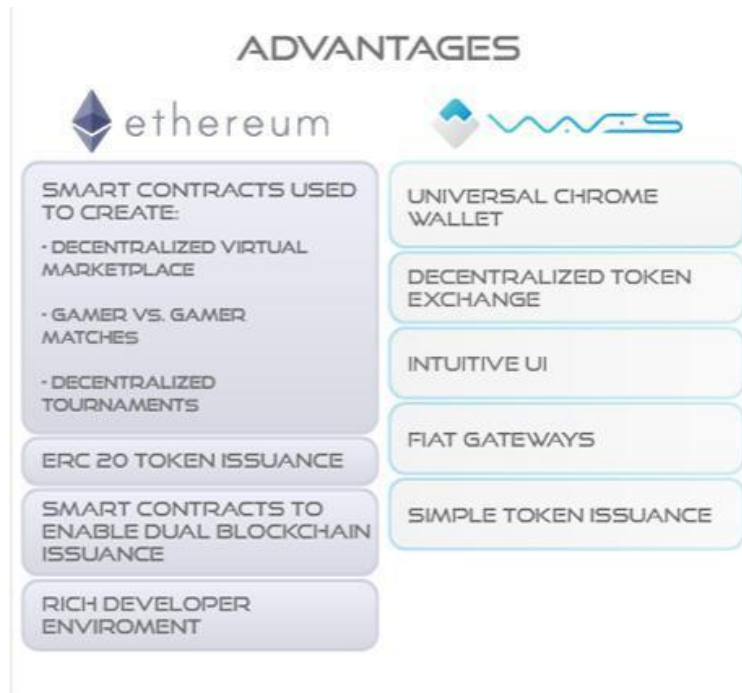 ADVANTAGES
ethereum
SMART CONTRACTS USED
TO CREATE:
• DECENTRALIZED VIRTUAL
MARKETPLACE
• GAMER VS. GAMER
MATCHES
• DECENTRALIZED
TOURNAMENTS
ERC 20 TOKEN ISSUANCE
SMART CONTRACTS TO
ENABLE DUAL BLOCKCHAIN
ISSUANCE
RICH DEVELOPER
ENVIROMENT
WAVES
UNIVERSAL CHROME
WALLET
DECENTRALIZED TOKEN
EXCHANGE
INTUITIVE UI
FIAT GATEWAYS
SIMPLE TOKEN ISSUANCE